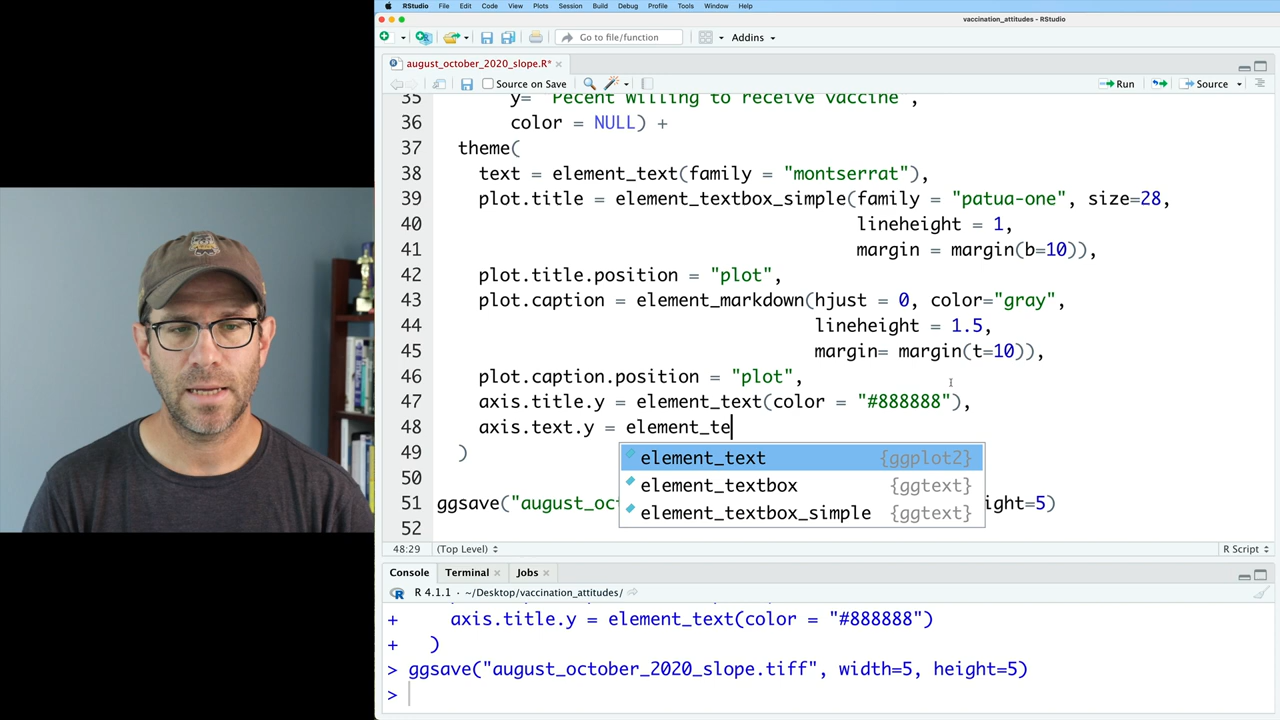 RStudio File Edit Code View Plots Session Build Debug Profile Tools Window Help
vaccination_attitudes - RStudio
Go to file/function Addins
august_october_2020_slope.R*
Source on Save Run Source
35 y= Pecent willing to receive vaccine ,
36 color = NULL) +
37 theme(
38 text = element_text(family = "montserrat"),
39 plot.title = element_textbox_simple(family = "patua-one", size=28,
40 lineheight = 1,
41 margin = margin(b=10)),
42 plot.title.position = "plot",
43 plot.caption = element_markdown(hjust = 0, color="gray",
44 lineheight = 1.5,
45 margin= margin(t=10)),
46 plot.caption.position = "plot",
47 axis.title.y = element_text(color = "#888888"),
48 axis.text.y = element_te
49 )
element_text {ggplot2}
50
element_textbox {ggtext}
51 ggsave("august_oc ight=5)
element_textbox_simple {ggtext}
52
48:29 (Top Level) R Script
Console Terminal Jobs
R 4.1.1 · ~/Desktop/vaccination_attitudes/
+ axis.title.y = element_text(color = "#888888")
+ )
> ggsave("august_october_2020_slope.tiff", width=5, height=5)
>